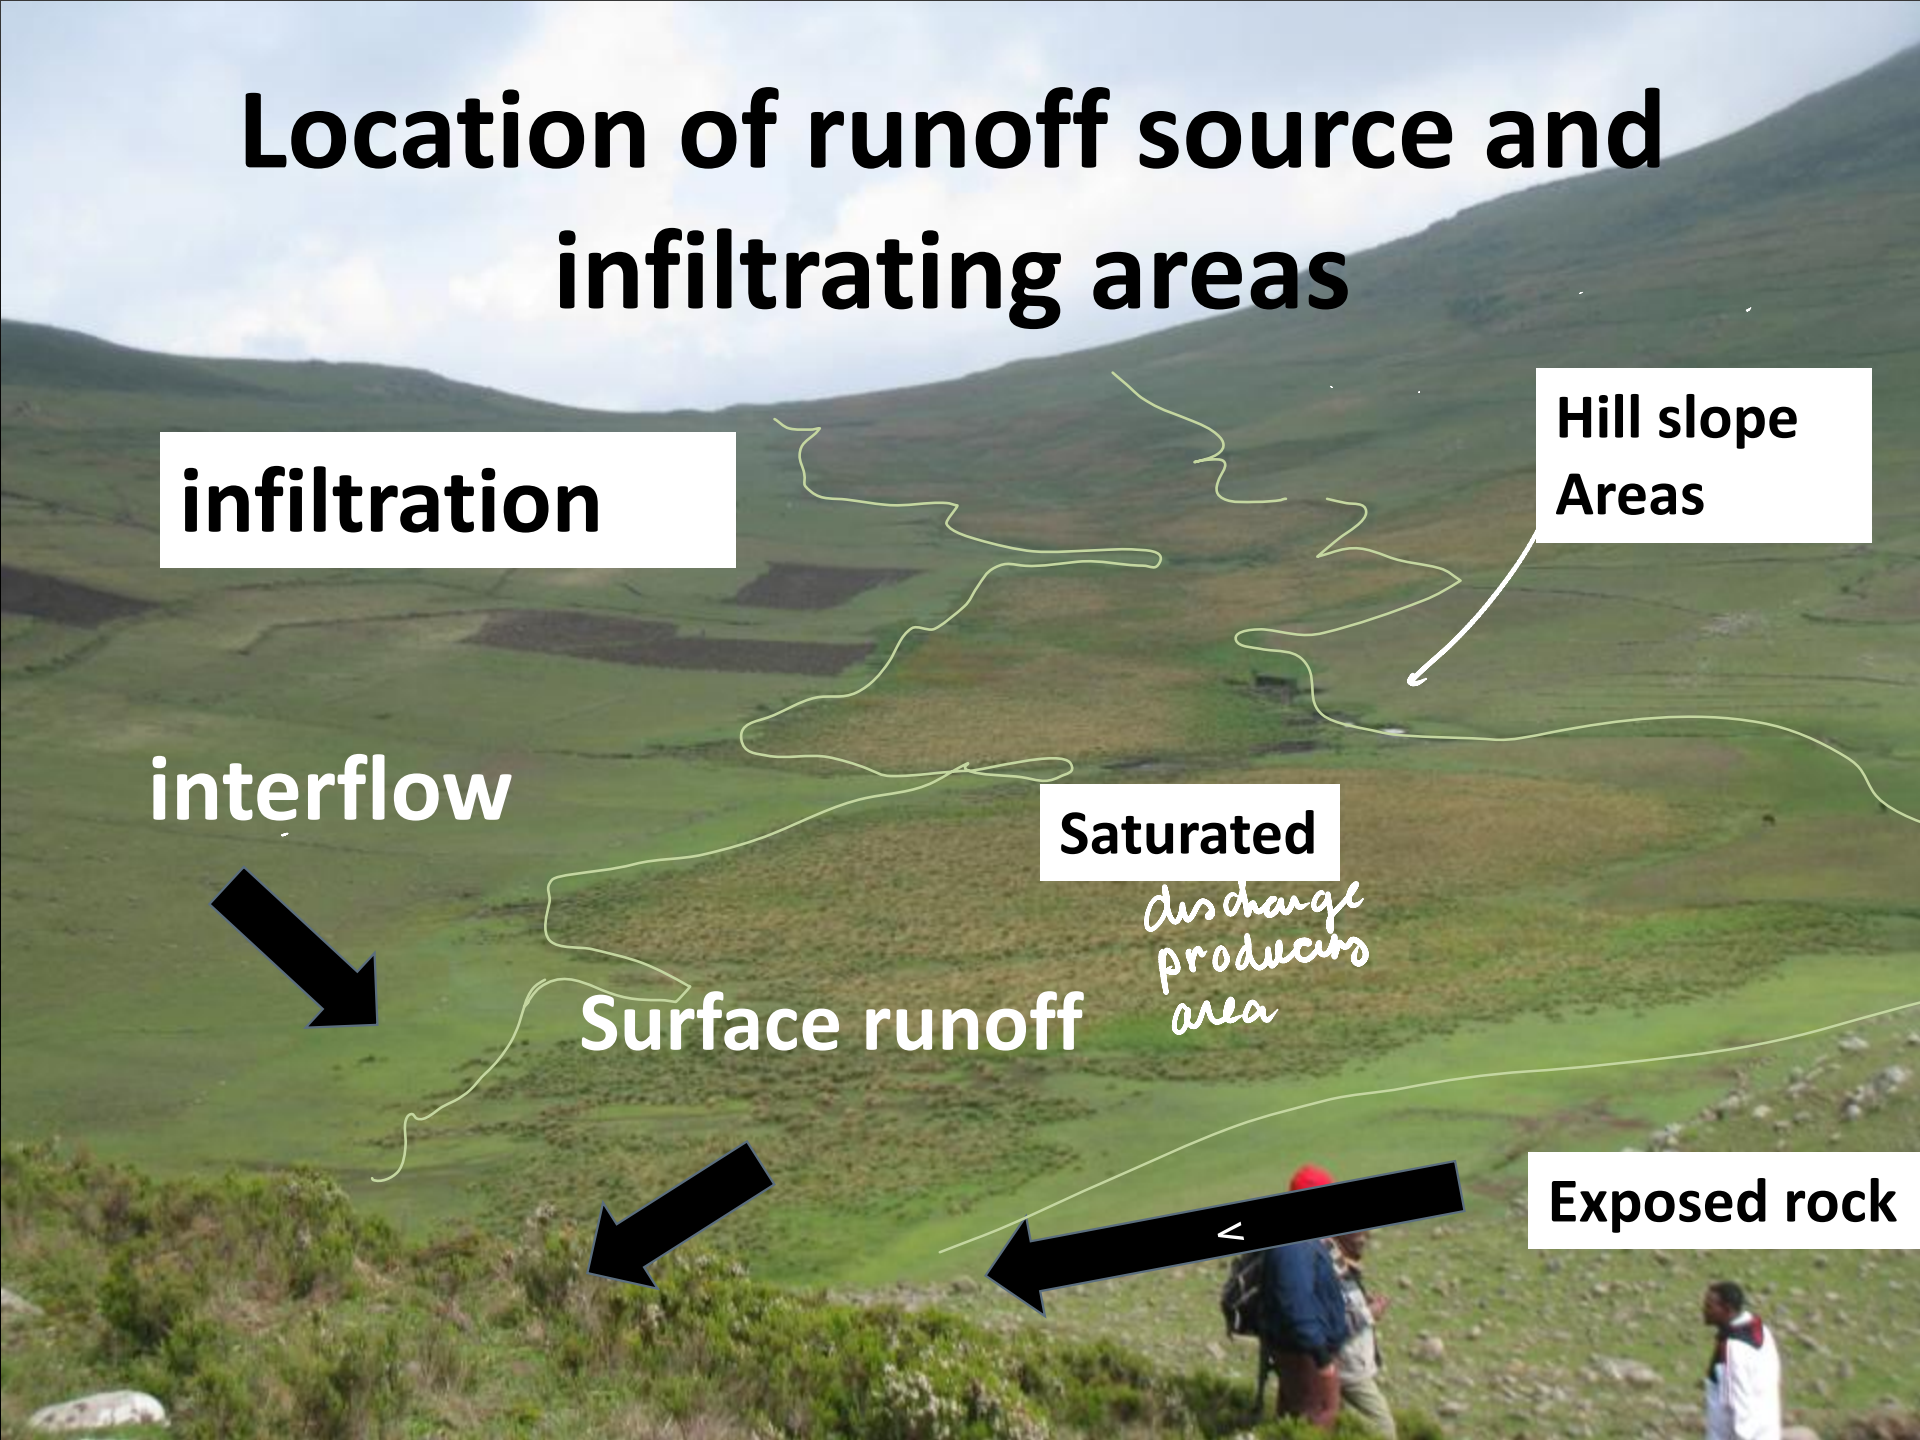 Location of runoff source and
infiltrating areas
Hill slope
Areas
infiltration
interflow
Saturated
discharge
producing
area
Surface runoff
Exposed rock
<